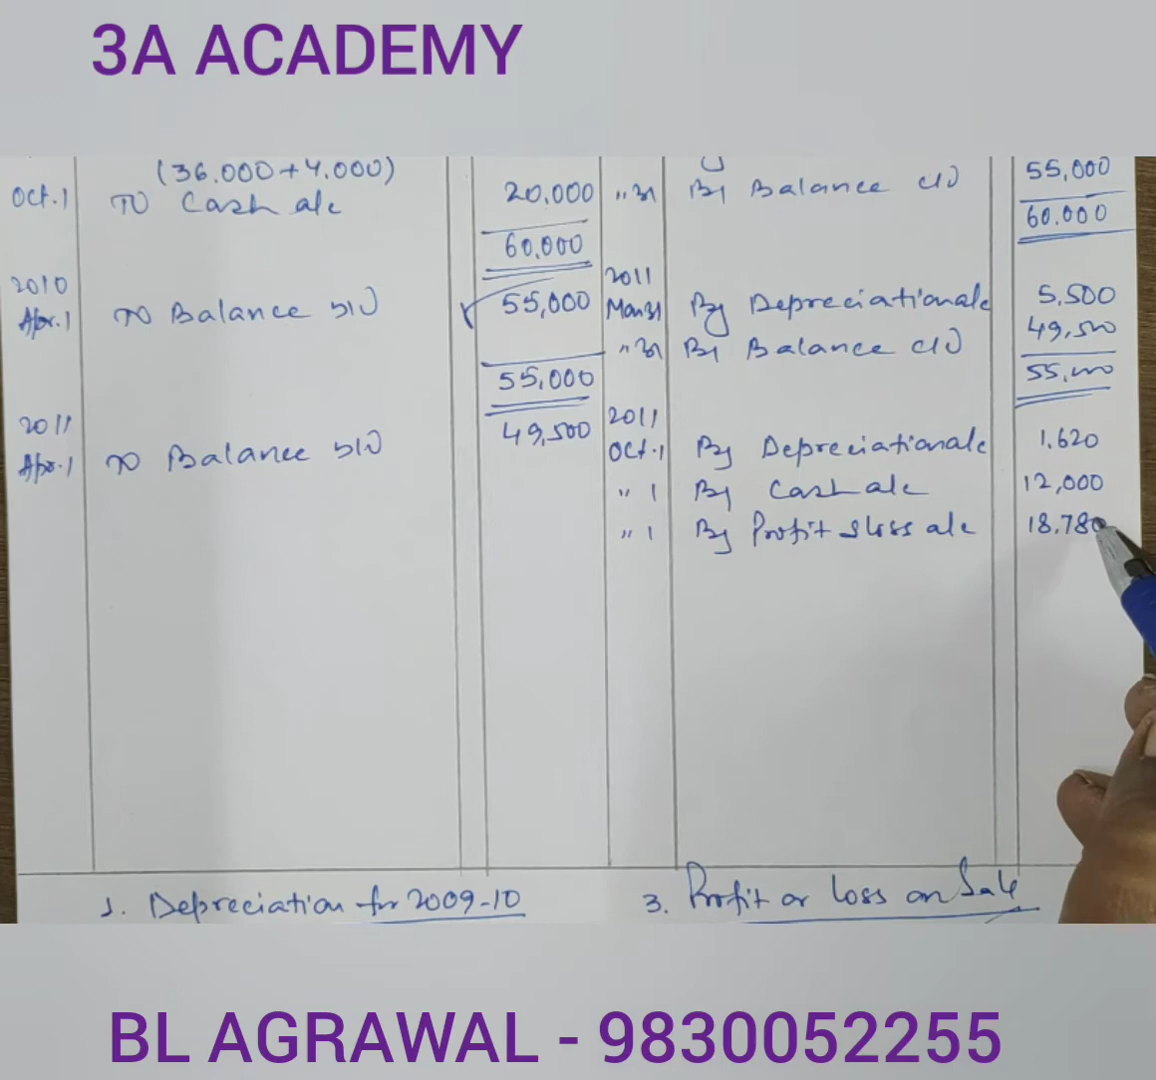 3A ACADEMY
(36.000+4.000)
Oct.1 To Cash a/c 20.000 " 31 By Balance c/d 55,000
60,000 60.000
2010 2011
Apr.1 To Balance b/d 55,000 Mar.31 By Depreciation a/c 5,500
" 31 By Balance c/d 49,500
55,000 55,000
2011 2011
Apr.1 To Balance b/d 49,500 Oct.1 By Depreciation a/c 1.620
" 1 By Cash a/c 12,000
" 1 By Profit & loss a/c 18.780
1. Depreciation for 2009-10 3. Profit or loss on Sale
BL AGRAWAL - 9830052255